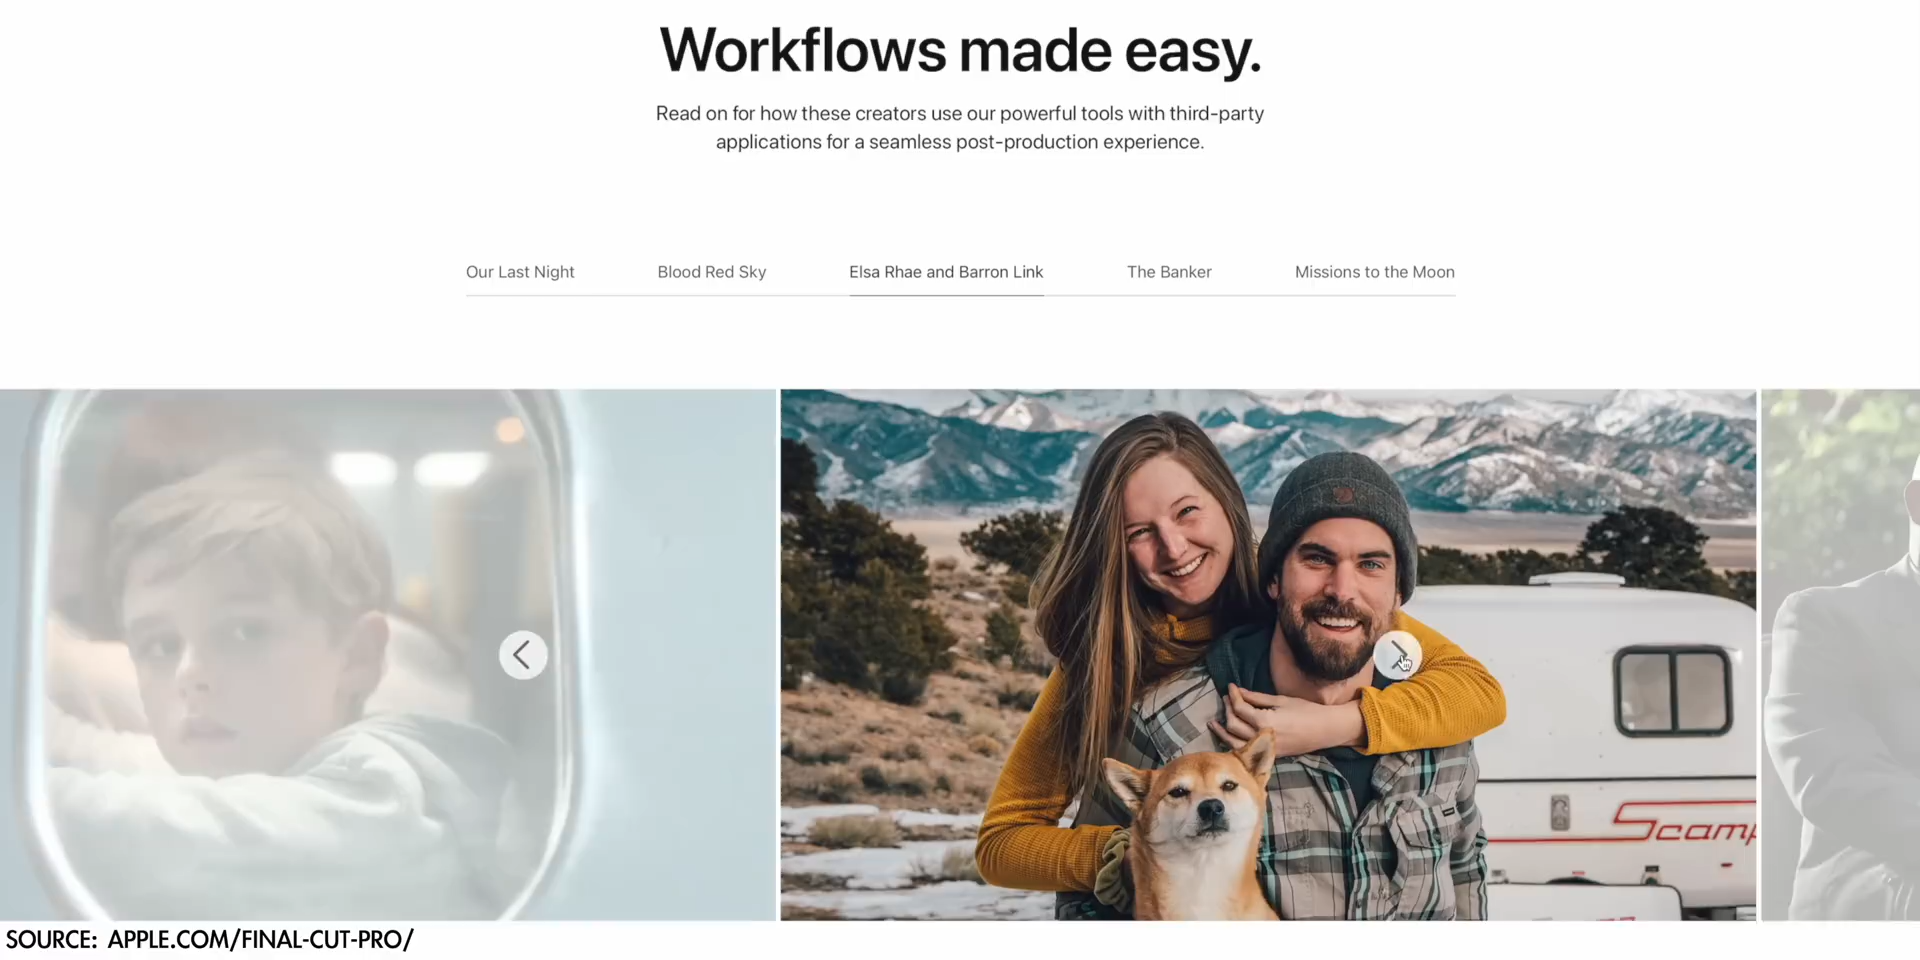 Workflows made easy.
Read on for how these creators use our powerful tools with third-party
applications for a seamless post-production experience.
Our Last Night
Blood Red Sky
Elsa Rhae and Barron Link
The Banker
Missions to the Moon
SOURCE: APPLE.COM/FINAL-CUT-PRO/